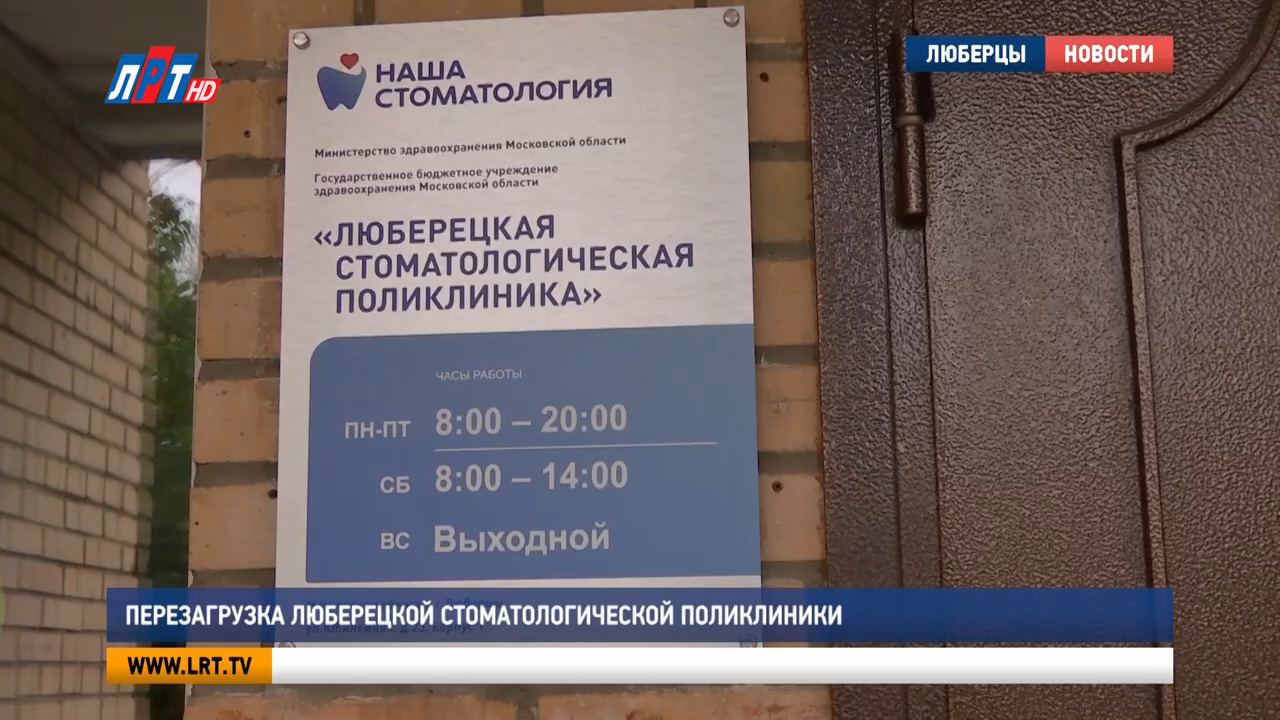 ЛРТ HD
ЛЮБЕРЦЫ НОВОСТИ
НАША
СТОМАТОЛОГИЯ
Министерство здравоохранения Московской области
Государственное бюджетное учреждение
здравоохранения Московской области
«ЛЮБЕРЕЦКАЯ
СТОМАТОЛОГИЧЕСКАЯ
ПОЛИКЛИНИКА»
ЧАСЫ РАБОТЫ
ПН-ПТ 8:00 – 20:00
СБ 8:00 – 14:00
ВС Выходной
ПЕРЕЗАГРУЗКА ЛЮБЕРЕЦКОЙ СТОМАТОЛОГИЧЕСКОЙ ПОЛИКЛИНИКИ
WWW.LRT.TV